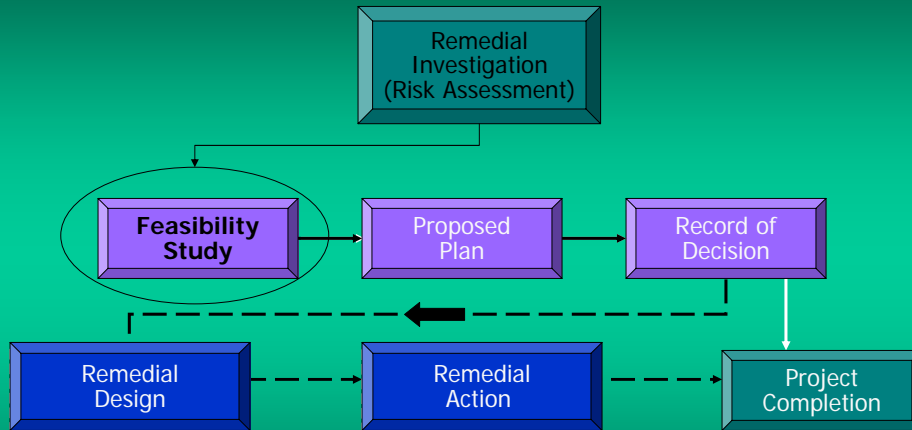 Remedial
Investigation
(Risk Assessment)
Feasibility
Study
Proposed
Plan
Record of
Decision
Remedial
Design
Remedial
Action
Project
Completion